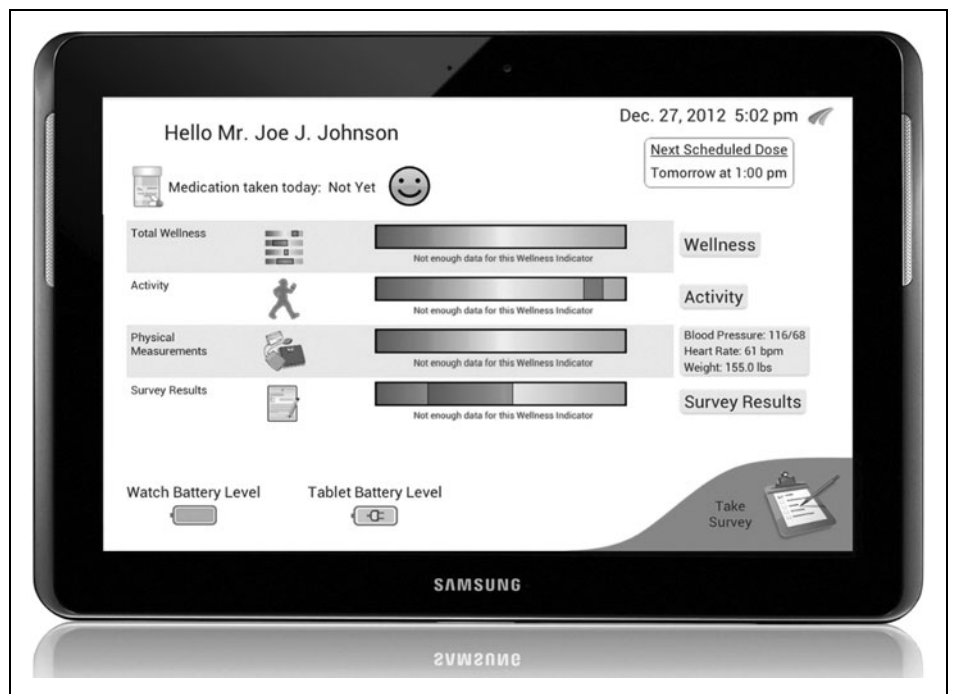 Dec. 27, 2012 5:02 pm
Hello Mr. Joe J. Johnson
Next Scheduled Dose
Tomorrow at 1:00 pm
Medication taken today: Not Yet
Total Wellness
Not enough data for this Wellness Indicator
Wellness
Activity
Not enough data for this Wellness Indicator
Activity
Physical
Measurements
Not enough data for this Wellness Indicator
Blood Pressure: 116/68
Heart Rate: 61 bpm
Weight: 155.0 lbs
Survey Results
Not enough data for this Wellness Indicator
Survey Results
Watch Battery Level
Tablet Battery Level
Take
Survey
SAMSUNG